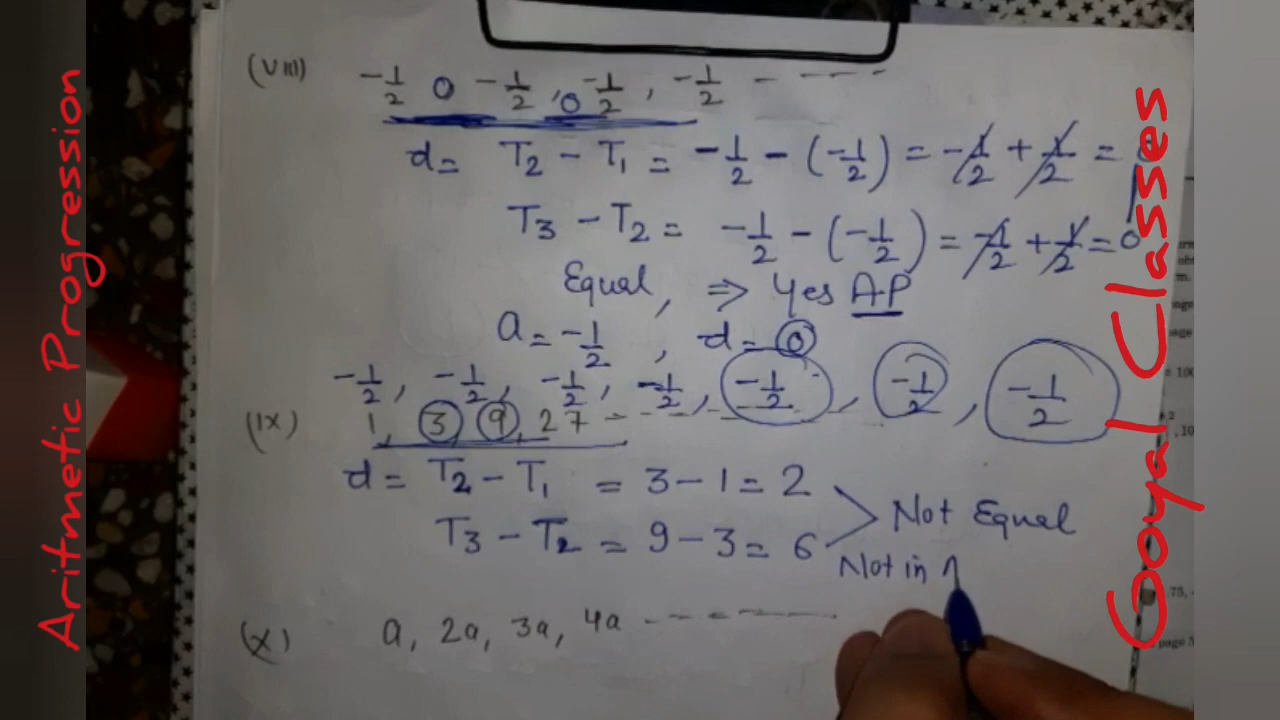 Aritmetic Progression
(VIII) -1/2 0 -1/2, 0 -1/2, -1/2 - - - - -
d = T₂ - T₁ = -1/2 - (-1/2) = -1/2 + 1/2 =
T₃ - T₂ = -1/2 - (-1/2) = -1/2 + 1/2 = 0
Equal, ⇒ Yes AP
a = -1/2, d = 0
-1/2, -1/2, -1/2, -1/2, -1/2, -1/2, -1/2
(IX) 1, 3, 9, 27 - - - - -
d = T₂ - T₁ = 3 - 1 = 2
Not Equal
T₃ - T₂ = 9 - 3 = 6
Not in
(X) a, 2a, 3a, 4a - - - - -
Goyal Classes